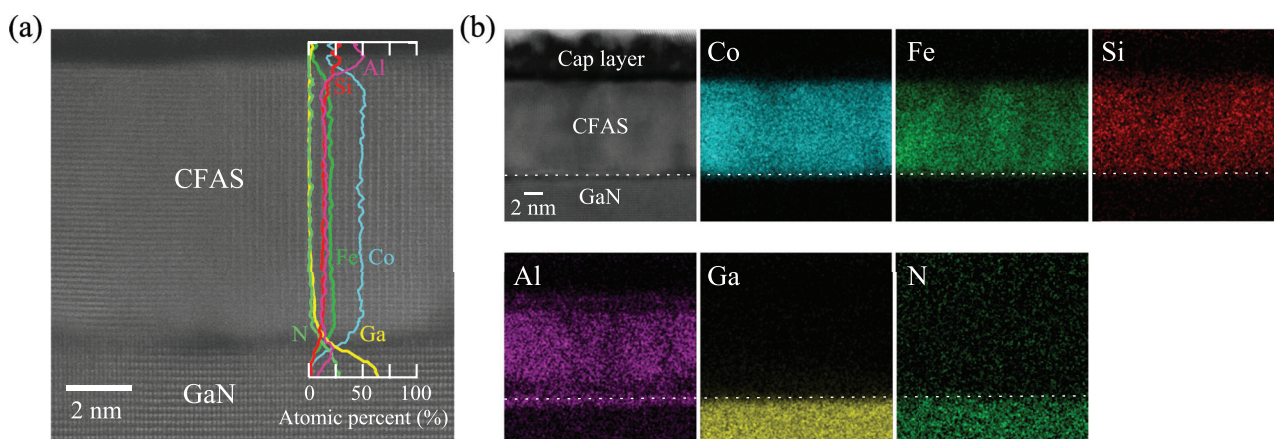 (a)
Al
Si
CFAS
Fe
Co
N
Ga
2 nm
GaN
0
50
100
Atomic percent (%)
(b)
Cap layer
CFAS
2 nm
GaN
Co
Fe
Si
Al
Ga
N